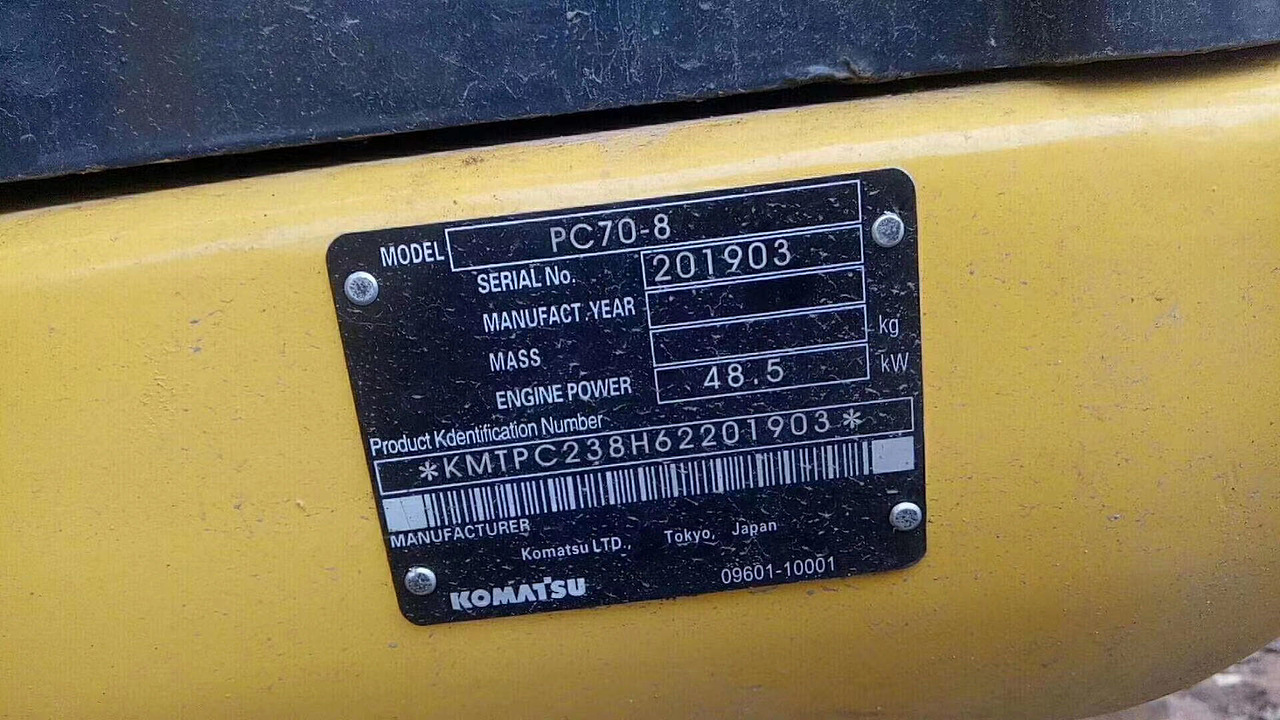 MODEL PC70-8
SERIAL No. 201903
MANUFACT.YEAR
MASS kg
ENGINE POWER 48.5 kW
Product Kdentification Number
*KMTPC238H62201903*
MANUFACTURER
Komatsu LTD., Tokyo, Japan
KOMATSU 09601-10001